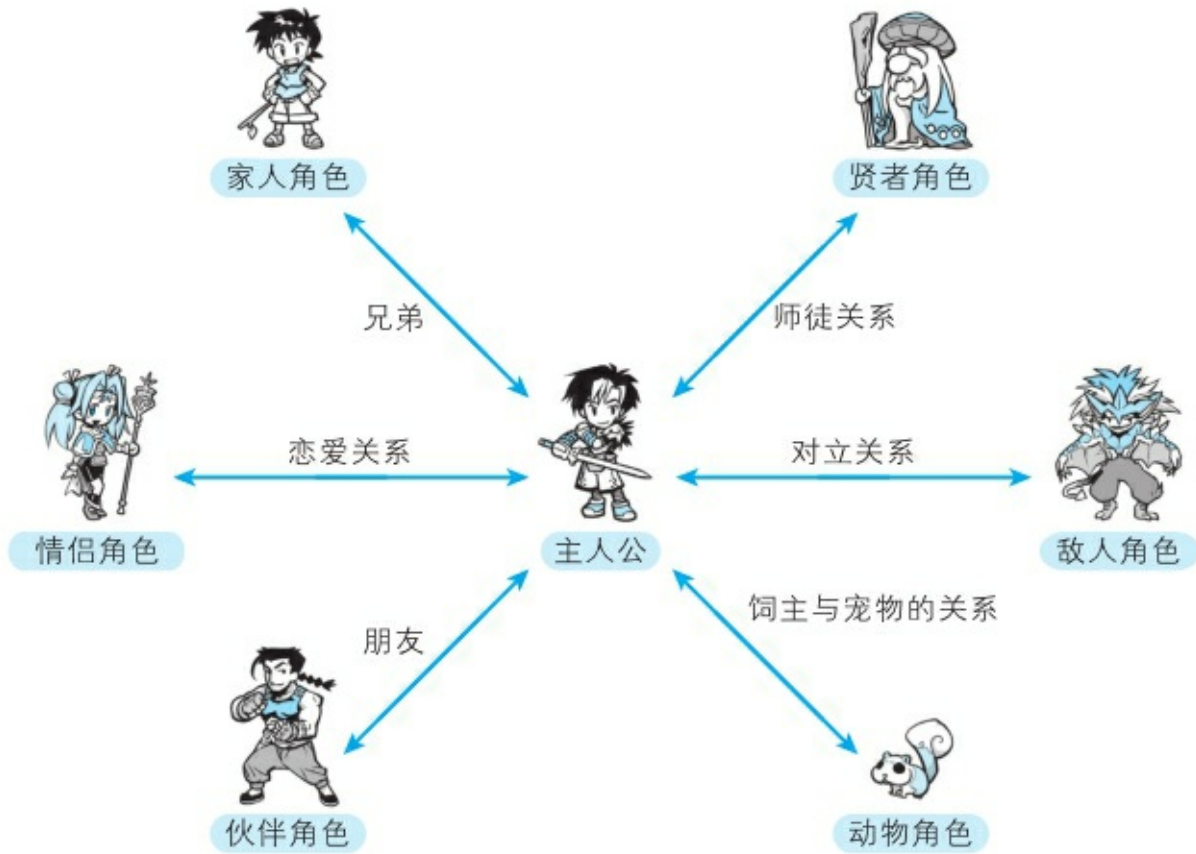 家人角色
贤者角色
兄弟
师徒关系
恋爱关系
对立关系
情侣角色
主人公
敌人角色
饲主与宠物的关系
朋友
伙伴角色
动物角色